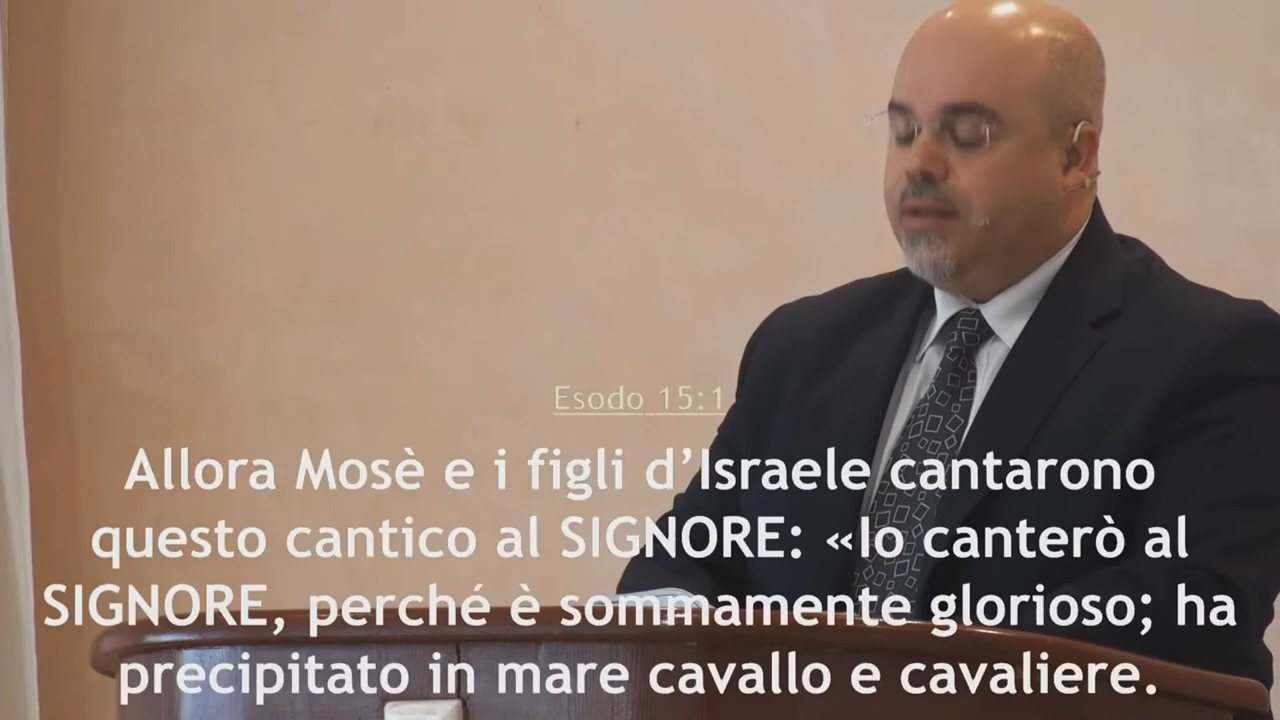 Esodo 15:1
Allora Mosè e i figli d’Israele cantarono
questo cantico al SIGNORE: «Io canterò al
SIGNORE, perché è sommamente glorioso; ha
precipitato in mare cavallo e cavaliere.